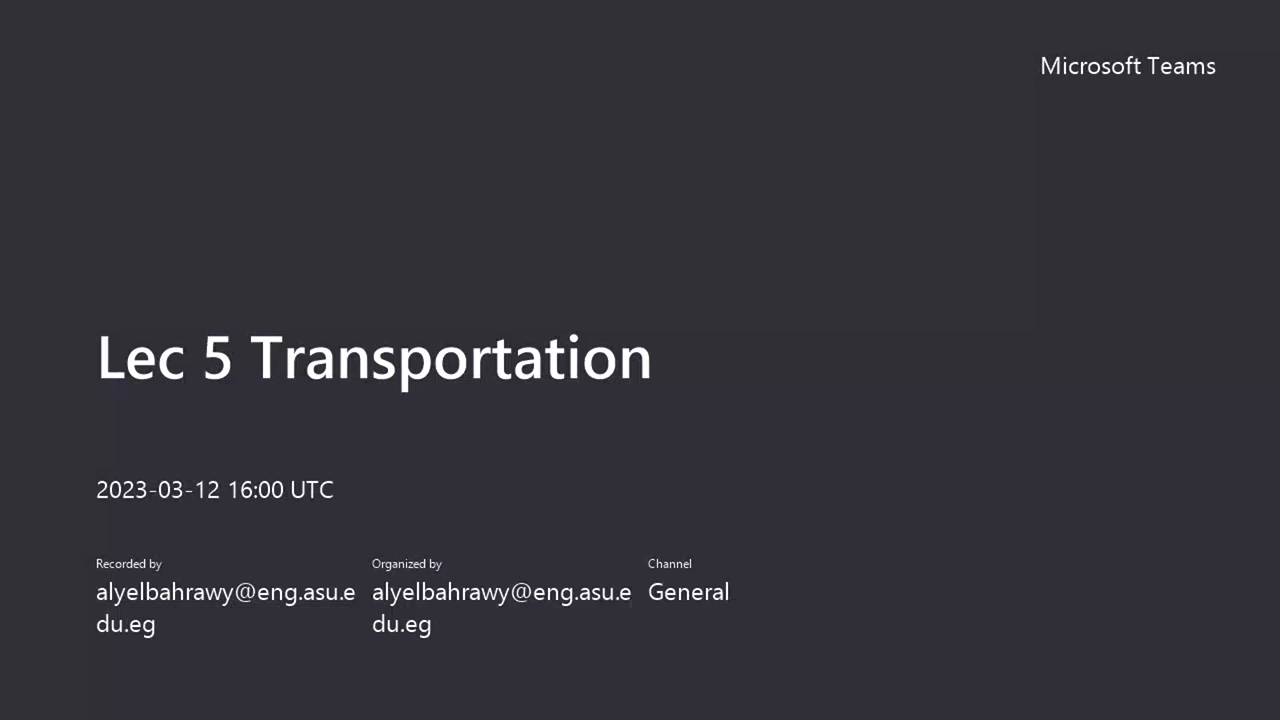 Microsoft Teams
Lec 5 Transportation
2023-03-12 16:00 UTC
Recorded by
alyelbahrawy@eng.asu.e
du.eg
Organized by
alyelbahrawy@eng.asu.e
du.eg
Channel
General